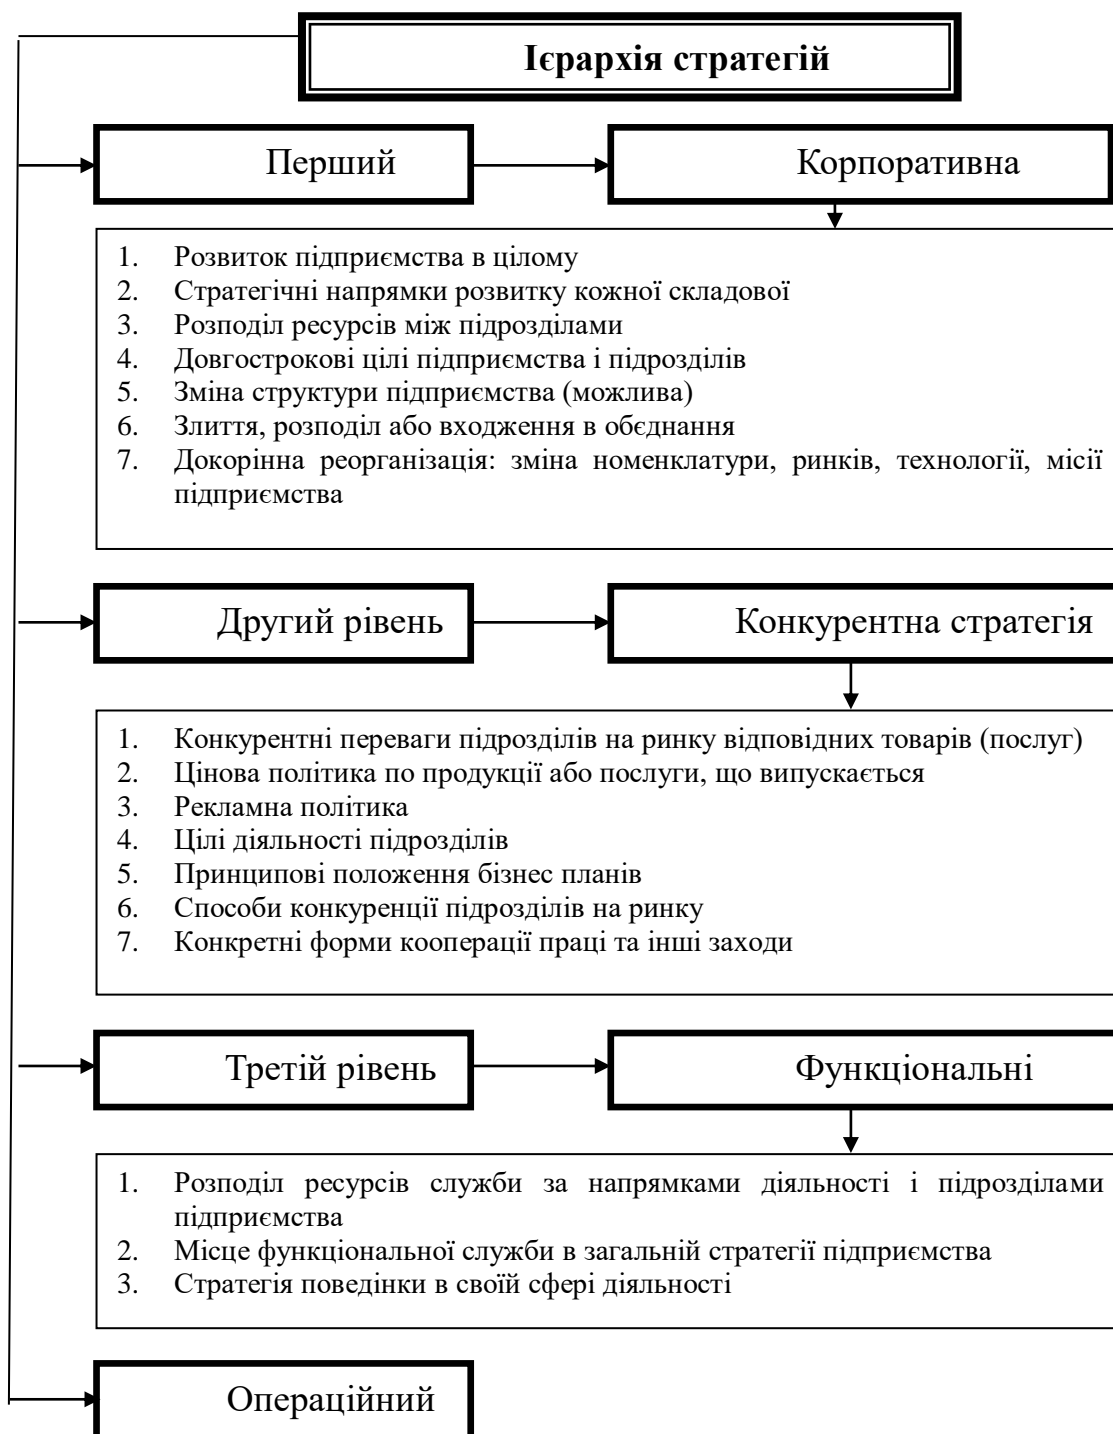 Ієрархія стратегій
Перший
Корпоративна
1. Розвиток підприємства в цілому
2. Стратегічні напрямки розвитку кожної складової
3. Розподіл ресурсів між підрозділами
4. Довгострокові цілі підприємства і підрозділів
5. Зміна структури підприємства (можлива)
6. Злиття, розподіл або входження в обєднання
7. Докорінна реорганізація: зміна номенклатури, ринків, технології, місії
підприємства
Другий рівень
Конкурентна стратегія
1. Конкурентні переваги підрозділів на ринку відповідних товарів (послуг)
2. Цінова політика по продукції або послуги, що випускається
3. Рекламна політика
4. Цілі діяльності підрозділів
5. Принципові положення бізнес планів
6. Способи конкуренції підрозділів на ринку
7. Конкретні форми кооперації праці та інші заходи
Третій рівень
Функціональні
1. Розподіл ресурсів служби за напрямками діяльності і підрозділами
підприємства
2. Місце функціональної служби в загальній стратегії підприємства
3. Стратегія поведінки в своїй сфері діяльності
Операційний